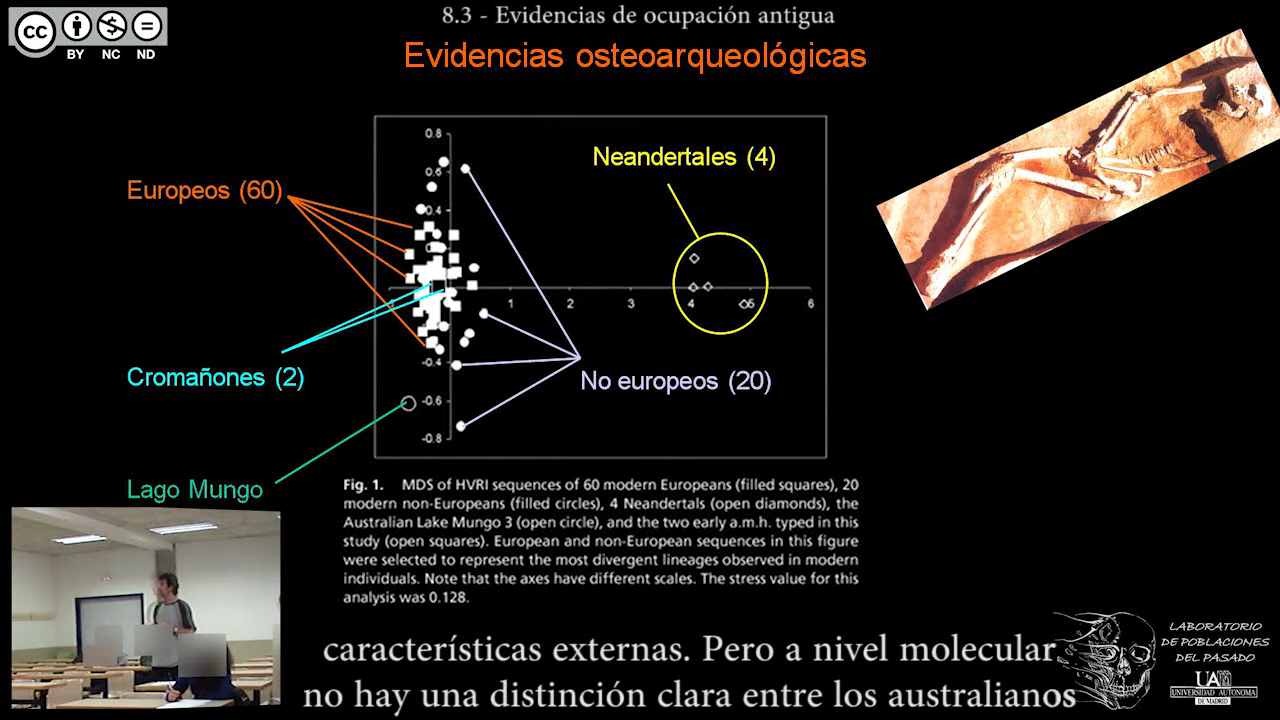 8.3 - Evidencias de ocupación antigua
cc
BY NC ND
Evidencias osteoarqueológicas
0.8
0.6
0.4
1
2
3
4
5
6
-0.4
-0.6
-0.8
Neandertales (4)
Europeos (60)
Cromañones (2)
No europeos (20)
Lago Mungo
Fig. 1. MDS of HVRI sequences of 60 modern Europeans (filled squares), 20
modern non-Europeans (filled circles), 4 Neandertals (open diamonds), the
Australian Lake Mungo 3 (open circle), and the two early a.m.h. typed in this
study (open squares). European and non-European sequences in this figure
were selected to represent the most divergent lineages observed in modern
individuals. Note that the axes have different scales. The stress value for this
analysis was 0.128.
características externas. Pero a nivel molecular
no hay una distinción clara entre los australianos
LABORATORIO
DE POBLACIONES
DEL PASADO
UAM
UNIVERSIDAD AUTONOMA
DE MADRID